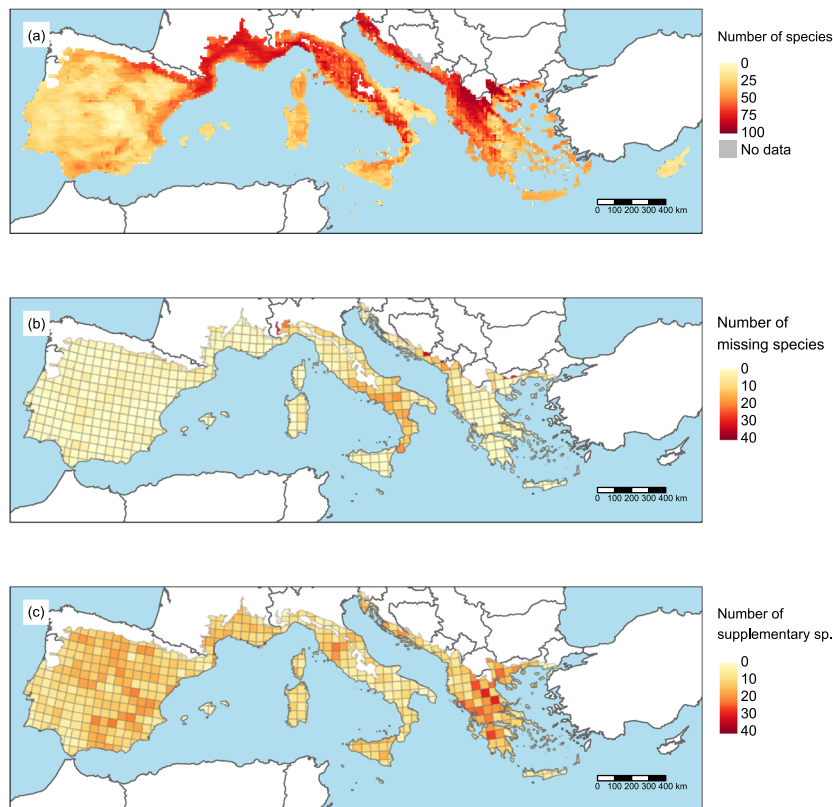 (a)
Number of species
0
25
50
75
100
No data
0 100 200 300 400 km
(b)
Number of
missing species
0
10
20
30
40
0 100 200 300 400 km
(c)
Number of
supplementary sp.
0
10
20
30
40
0 100 200 300 400 km